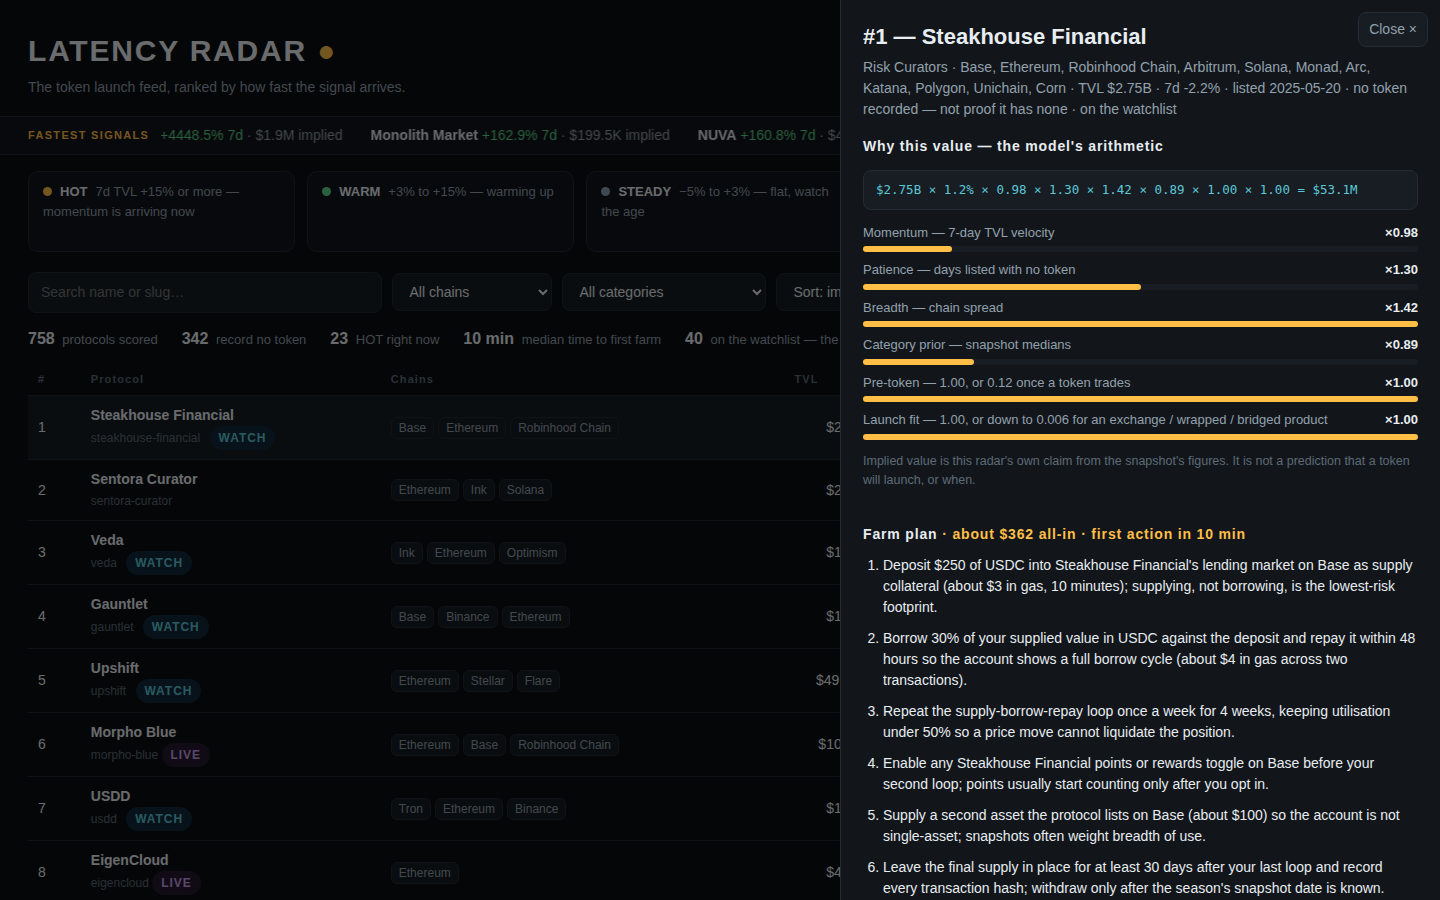 LATENCY RADAR
The token launch feed, ranked by how fast the signal arrives.
FASTEST SIGNALS +4448.5% 7d · $1.9M implied Monolith Market +162.9% 7d · $199.5K implied NUVA +160.8% 7d · $4
HOT 7d TVL +15% or more —
momentum is arriving now
WARM +3% to +15% — warming up
STEADY −5% to +3% — flat, watch
the age
Search name or slug…
All chains
All categories
Sort: im
758 protocols scored 342 record no token 23 HOT right now 10 min median time to first farm 40 on the watchlist — the
# Protocol Chains TVL
1 Steakhouse Financial
steakhouse-financial WATCH
Base Ethereum Robinhood Chain
$2
2 Sentora Curator
sentora-curator
Ethereum Ink Solana
$2
3 Veda
veda WATCH
Ink Ethereum Optimism
$1
4 Gauntlet
gauntlet WATCH
Base Binance Ethereum
$1
5 Upshift
upshift WATCH
Ethereum Stellar Flare
$49
6 Morpho Blue
morpho-blue LIVE
Ethereum Base Robinhood Chain
$10
7 USDD
usdd WATCH
Tron Ethereum Binance
$1
8 EigenCloud
eigencloud LIVE
Ethereum
$4
Close ×
#1 — Steakhouse Financial
Risk Curators · Base, Ethereum, Robinhood Chain, Arbitrum, Solana, Monad, Arc,
Katana, Polygon, Unichain, Corn · TVL $2.75B · 7d -2.2% · listed 2025-05-20 · no token
recorded — not proof it has none · on the watchlist
Why this value — the model's arithmetic
$2.75B × 1.2% × 0.98 × 1.30 × 1.42 × 0.89 × 1.00 × 1.00 = $53.1M
Momentum — 7-day TVL velocity ×0.98
Patience — days listed with no token ×1.30
Breadth — chain spread ×1.42
Category prior — snapshot medians ×0.89
Pre-token — 1.00, or 0.12 once a token trades ×1.00
Launch fit — 1.00, or down to 0.006 for an exchange / wrapped / bridged product ×1.00
Implied value is this radar's own claim from the snapshot's figures. It is not a prediction that a token
will launch, or when.
Farm plan · about $362 all-in · first action in 10 min
1. Deposit $250 of USDC into Steakhouse Financial's lending market on Base as supply
collateral (about $3 in gas, 10 minutes); supplying, not borrowing, is the lowest-risk
footprint.
2. Borrow 30% of your supplied value in USDC against the deposit and repay it within 48
hours so the account shows a full borrow cycle (about $4 in gas across two
transactions).
3. Repeat the supply-borrow-repay loop once a week for 4 weeks, keeping utilisation
under 50% so a price move cannot liquidate the position.
4. Enable any Steakhouse Financial points or rewards toggle on Base before your
second loop; points usually start counting only after you opt in.
5. Supply a second asset the protocol lists on Base (about $100) so the account is not
single-asset; snapshots often weight breadth of use.
6. Leave the final supply in place for at least 30 days after your last loop and record
every transaction hash; withdraw only after the season's snapshot date is known.